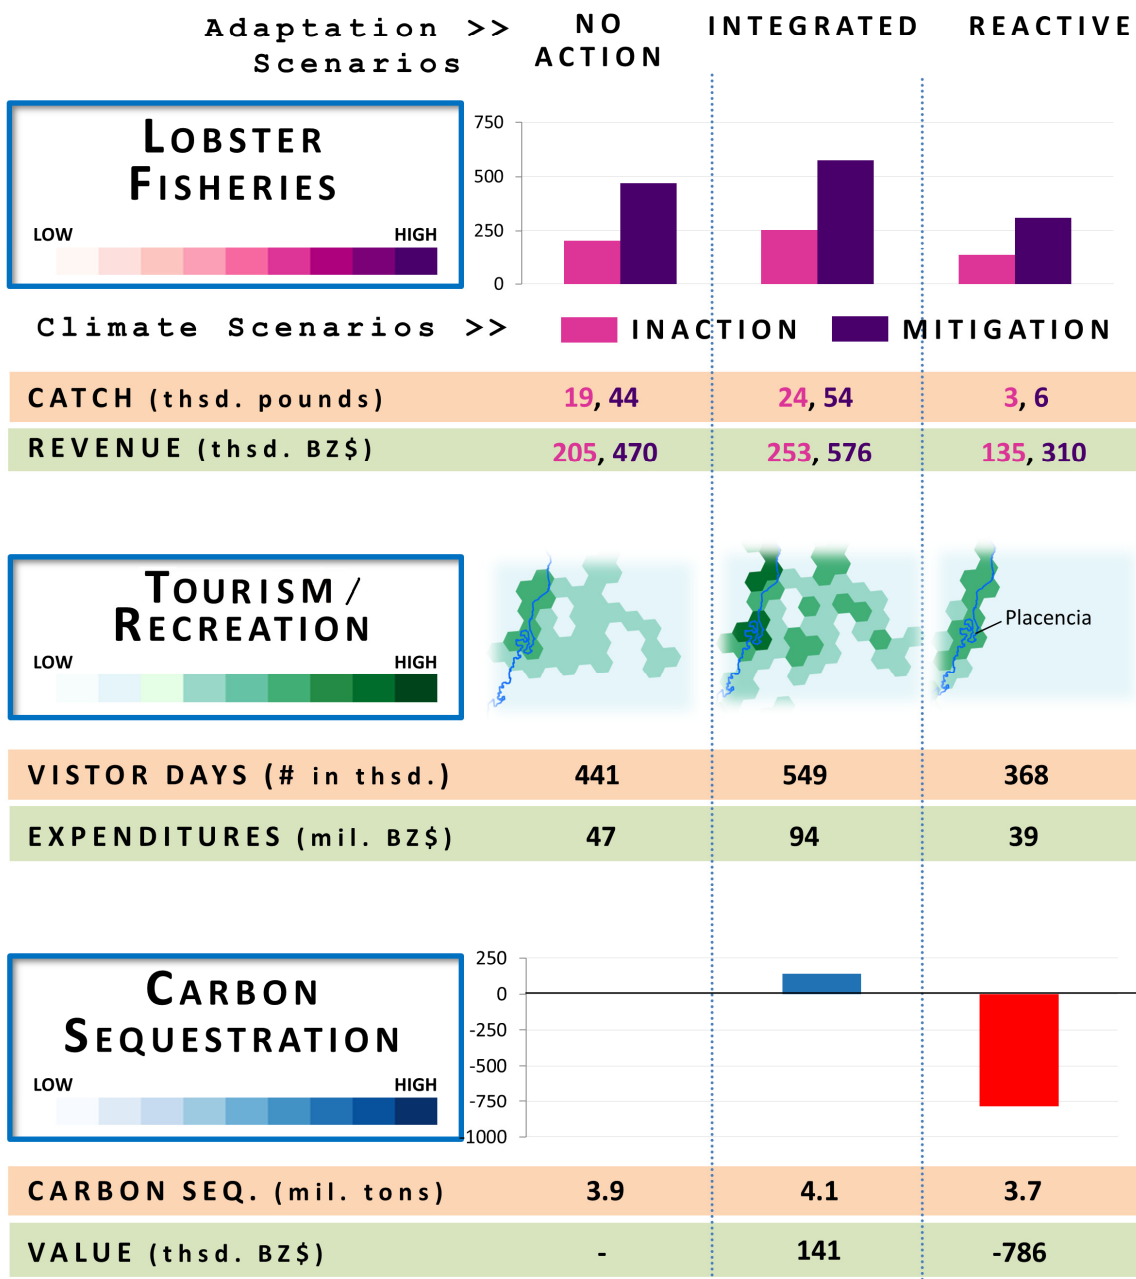 Adaptation >>
Scenarios
NO
ACTION
INTEGRATED
REACTIVE
LOBSTER
FISHERIES
LOW
HIGH
750
500
250
0
Climate Scenarios >>
INACTION
MITIGATION
CATCH (thsd. pounds)
19, 44
24, 54
3, 6
REVENUE (thsd. BZ$)
205, 470
253, 576
135, 310
TOURISM /
RECREATION
LOW
HIGH
Placencia
VISTOR DAYS (# in thsd.)
441
549
368
EXPENDITURES (mil. BZ$)
47
94
39
CARBON
SEQUESTRATION
LOW
HIGH
250
0
-250
-500
-750
-1000
CARBON SEQ. (mil. tons)
3.9
4.1
3.7
VALUE (thsd. BZ$)
-
141
-786